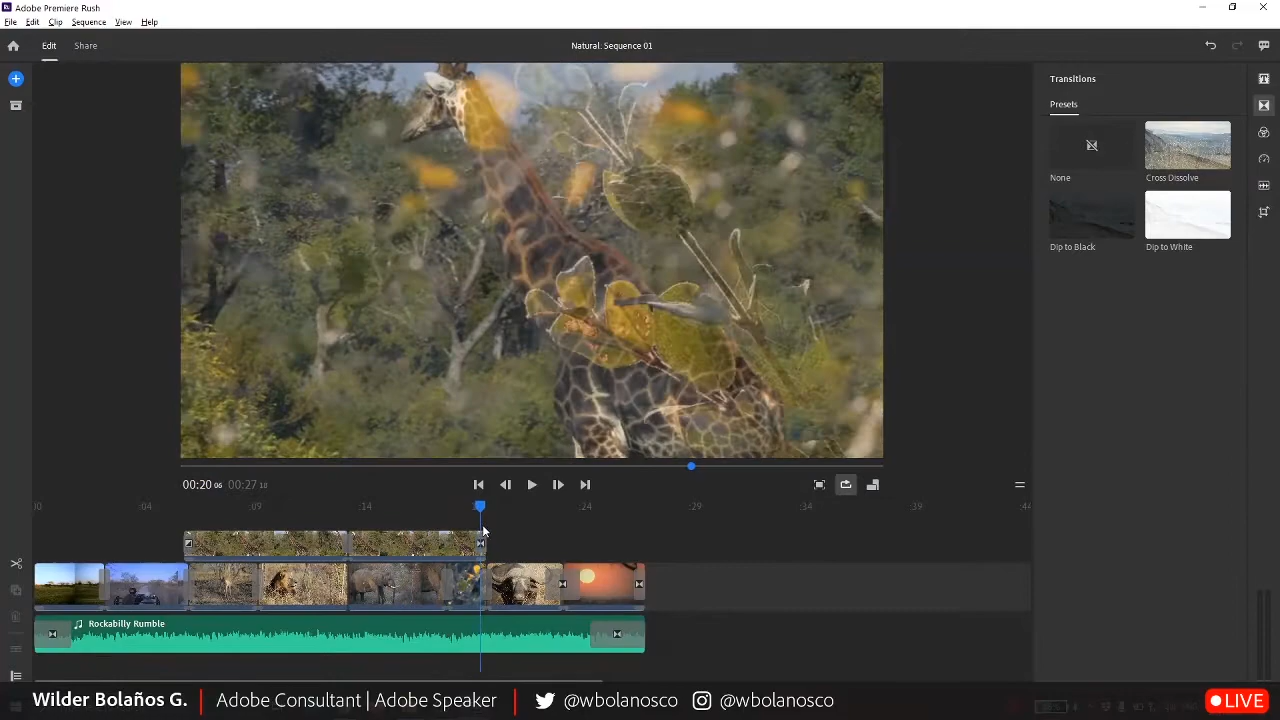 Adobe Premiere Rush
File Edit Clip Sequence View Help
Edit Share Natural: Sequence 01
Transitions
Presets
None Cross Dissolve
Dip to Black Dip to White
00:20 06 00:27 18
:04 :09 :14 :24 :29 :34 :39 :44
Rockabilly Rumble
Wilder Bolaños G. | Adobe Consultant | Adobe Speaker | @wbolanosco @wbolanosco LIVE